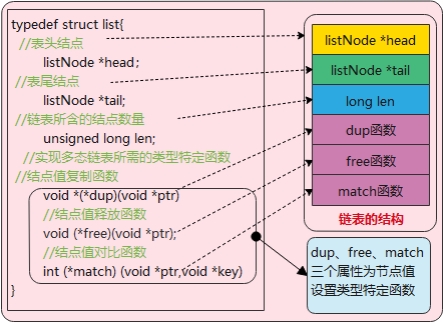 typedef struct list{
//表头结点
listNode *head;
//表尾结点
listNode *tail;
//链表所含的结点数量
unsigned long len;
//实现多态链表所需的类型特定函数
//结点值复制函数
void *(*dup)(void *ptr)
//结点值释放函数
void (*free)(void *ptr);
//结点值对比函数
int (*match) (void *ptr,void *key)
}
listNode *head
listNode *tail
long len
dup函数
free函数
match函数
链表的结构
dup、free、match
三个属性为节点值
设置类型特定函数